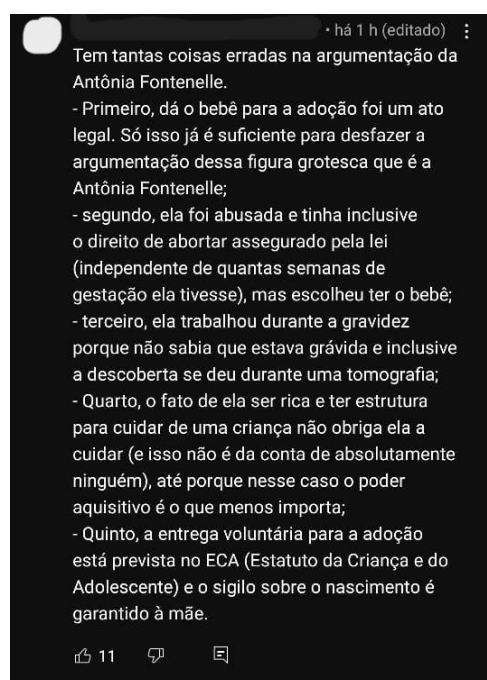 • há 1 h (editado)
Tem tantas coisas erradas na argumentação da
Antônia Fontenelle.
- Primeiro, dá o bebê para a adoção foi um ato
legal. Só isso já é suficiente para desfazer a
argumentação dessa figura grotesca que é a
Antônia Fontenelle;
- segundo, ela foi abusada e tinha inclusive
o direito de abortar assegurado pela lei
(independente de quantas semanas de
gestação ela tivesse), mas escolheu ter o bebê;
- terceiro, ela trabalhou durante a gravidez
porque não sabia que estava grávida e inclusive
a descoberta se deu durante uma tomografia;
- Quarto, o fato de ela ser rica e ter estrutura
para cuidar de uma criança não obriga ela a
cuidar (e isso não é da conta de absolutamente
ninguém), até porque nesse caso o poder
aquisitivo é o que menos importa;
- Quinto, a entrega voluntária para a adoção
está prevista no ECA (Estatuto da Criança e do
Adolescente) e o sigilo sobre o nascimento é
garantido à mãe.
11